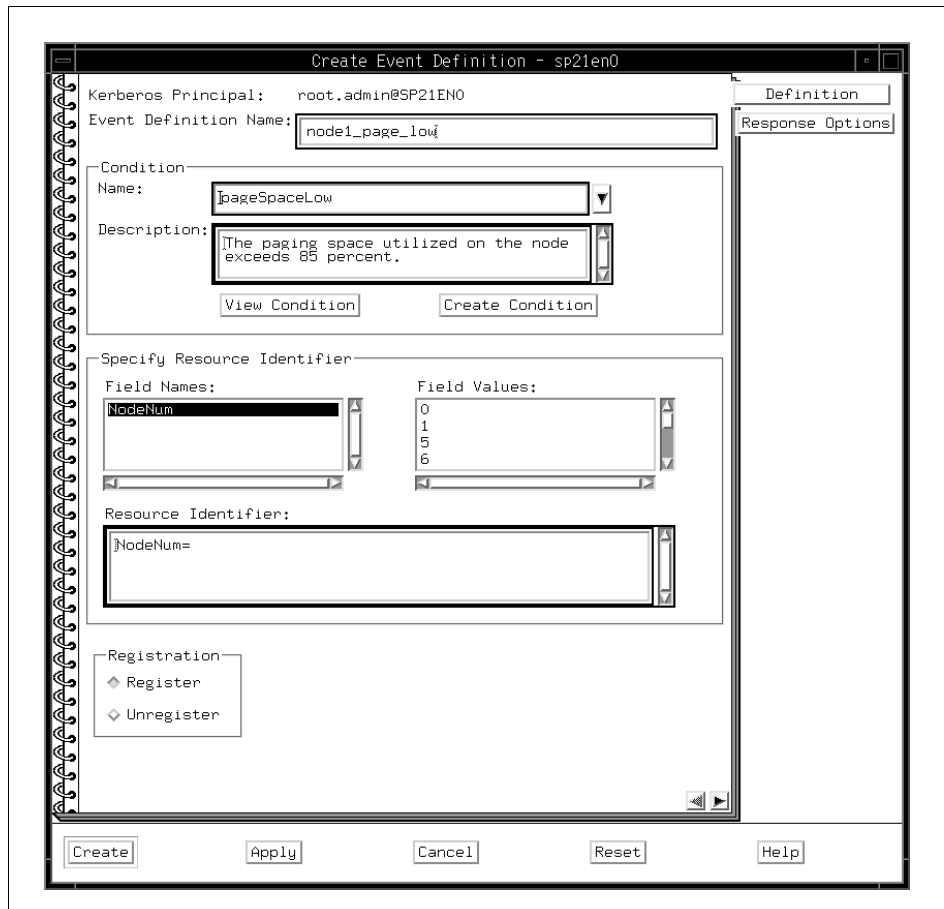 Create Event Definition - sp21en0
Kerberos Principal: root.admin@SP21EN0
Definition
Event Definition Name: node1_page_low
Response Options
Condition
Name: pageSpaceLow
Description: The paging space utilized on the node
exceeds 85 percent.
View Condition Create Condition
Specify Resource Identifier
Field Names: Field Values:
NodeNum 0
1
5
6
Resource Identifier:
NodeNum=
Registration
Register
Unregister
Create Apply Cancel Reset Help